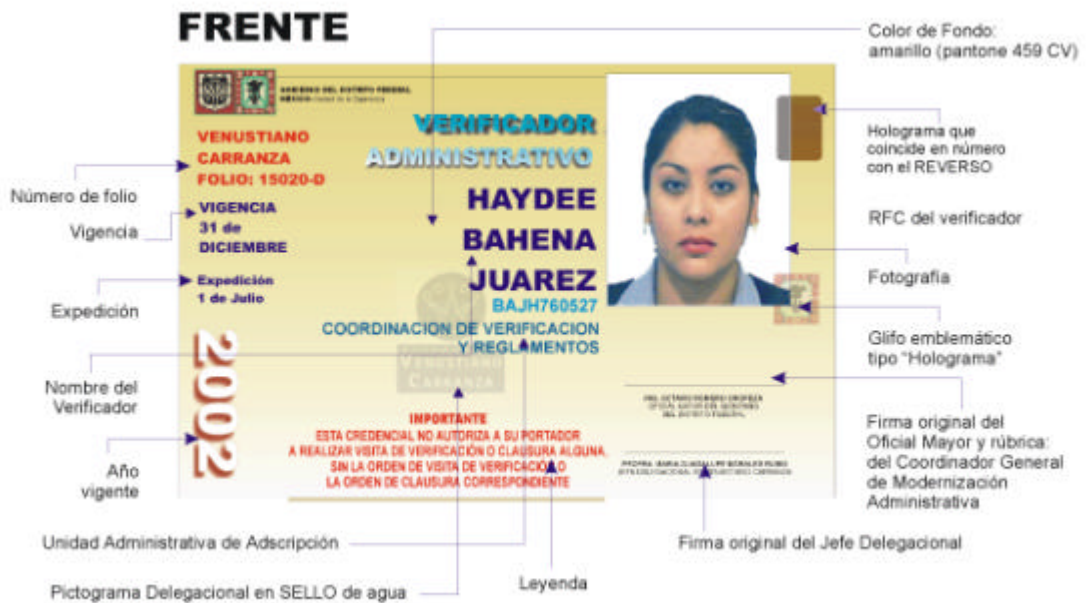 FRENTE
Color de Fondo:
amarillo (pantone 459 CV)
GOBIERNO DEL DISTRITO FEDERAL
VERIFICADOR
ADMINISTRATIVO
VENUSTIANO
CARRANZA
FOLIO: 15020-D
Holograma que
coincide en número
con el REVERSO
Número de folio
HAYDEE
BAHENA
JUAREZ
VIGENCIA
31 de
DICIEMBRE
Vigencia
RFC del verificador
Expedición
1 de Julio
Fotografía
Expedición
BAJH760527
COORDINACION DE VERIFICACION
Y REGLAMENTOS
Glifo emblemático
tipo "Holograma"
2002
VENUSTIANO
CARRANZA
Nombre del
Verificador
IMPORTANTE
ESTA CREDENCIAL NO AUTORIZA A SU PORTADOR
A REALIZAR VISITA DE VERIFICACIÓN O CLAUSURA ALGUNA
SIN LA ORDEN DE VISITA DE VERIFICACIÓN O
LA ORDEN DE CLAUSURA CORRESPONDIENTE
Firma original del
Oficial Mayor y rúbrica:
del Coordinador General
de Modernización
Administrativa
Año
vigente
Unidad Administrativa de Adscripción
Firma original del Jefe Delegacional
Pictograma Delegacional en SELLO de agua
Leyenda